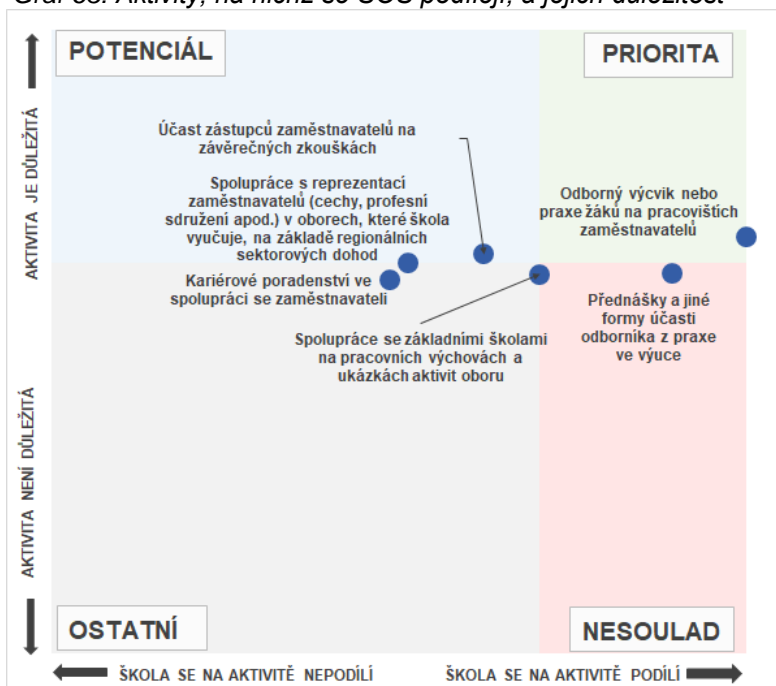 Graf 33: Aktivity, na nichž se SOŠ podílejí, a jejich důležitost
POTENCIÁL
PRIORITA
AKTIVITA JE DŮLEŽITÁ
Účast zástupců zaměstnavatelů na
závěrečných zkouškách
Spolupráce s reprezentací
zaměstnavatelů (cechy, profesní
sdružení apod.) v oborech, které škola
vyučuje, na základě regionálních
sektorových dohod
Odborný výcvik nebo
praxe žáků na pracovištích
zaměstnavatelů
Kariérové poradenství ve
spolupráci se zaměstnavateli
Spolupráce se základními školami
na pracovních výchovách a
ukázkách aktivit oboru
Přednášky a jiné
formy účasti
odborníka z praxe
ve výuce
AKTIVITA NENÍ DŮLEŽITÁ
OSTATNÍ
NESOULAD
ŠKOLA SE NA AKTIVITĚ NEPODÍLÍ
ŠKOLA SE NA AKTIVITĚ PODÍLÍ